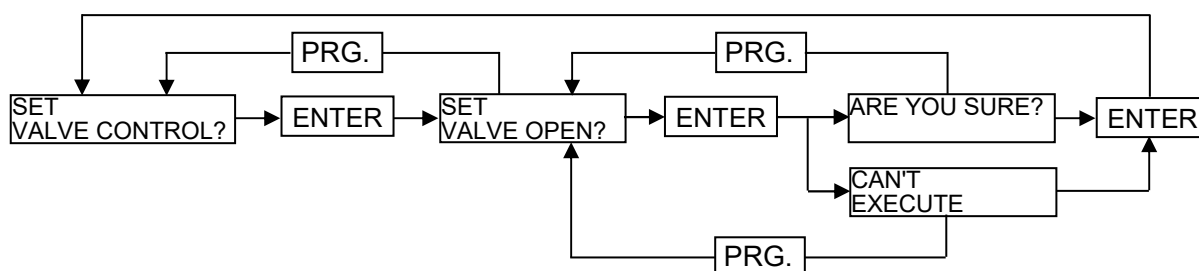 PRG.
PRG.
SET
VALVE CONTROL?
ENTER
SET
VALVE OPEN?
ENTER
ARE YOU SURE?
ENTER
CAN'T
EXECUTE
PRG.